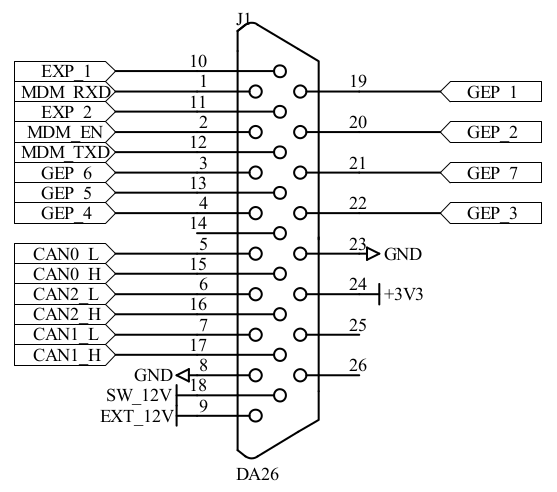 J1
EXP_1 10
MDM_RXD 1 19 GEP_1
EXP_2 11
MDM_EN 2 20 GEP_2
MDM_TXD 12
GEP_6 3 21 GEP_7
GEP_5 13
GEP_4 4 22 GEP_3
14
CAN0_L 5 23 GND
CAN0_H 15
CAN2_L 6 24 +3V3
CAN2_H 16
CAN1_L 7 25
CAN1_H 17
GND 8 26
SW_12V 18
EXT_12V 9
DA26